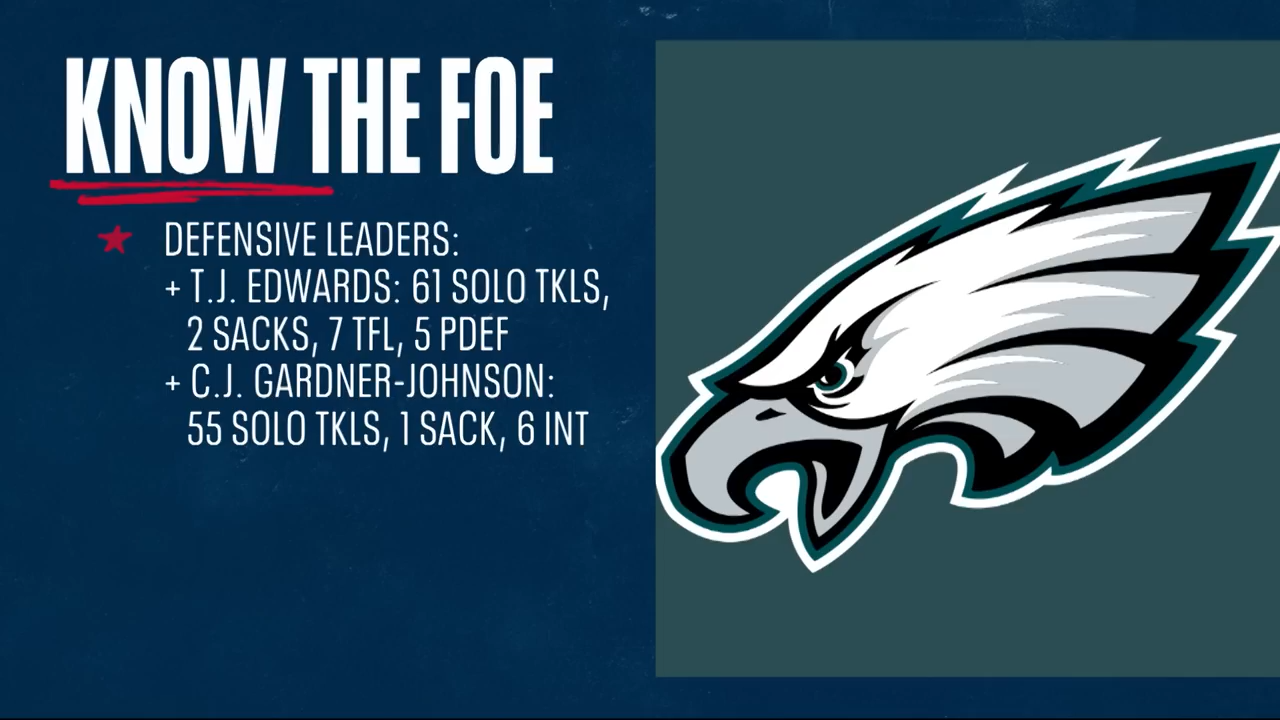 KNOW THE FOE
DEFENSIVE LEADERS:
+ T.J. EDWARDS: 61 SOLO TKLS,
2 SACKS, 7 TFL, 5 PDEF
+ C.J. GARDNER-JOHNSON:
55 SOLO TKLS, 1 SACK, 6 INT